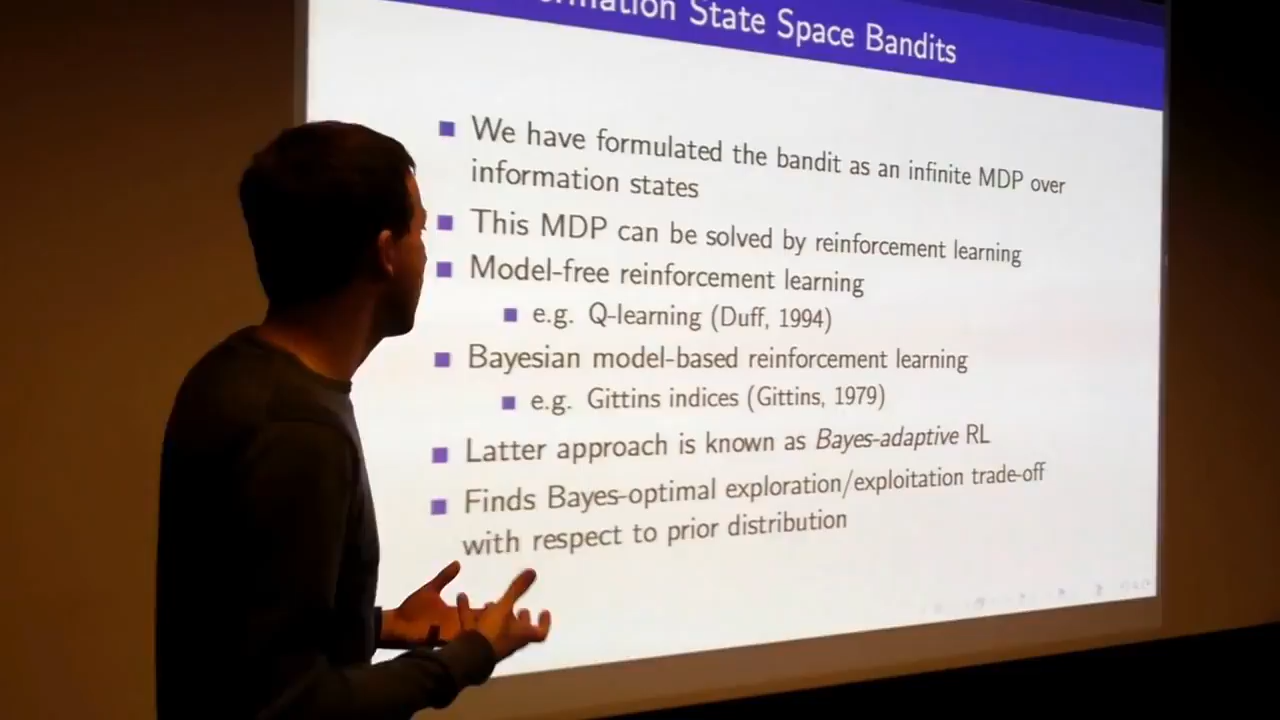 State Space Bandits
We have formulated the bandit as an infinite MDP over
information states
This MDP can be solved by reinforcement learning
Model-free reinforcement learning
e.g. Q-learning (Duff, 1994)
Bayesian model-based reinforcement learning
e.g. Gittins indices (Gittins, 1979)
Latter approach is known as Bayes-adaptive RL
Finds Bayes-optimal exploration/exploitation trade-off
with respect to prior distribution